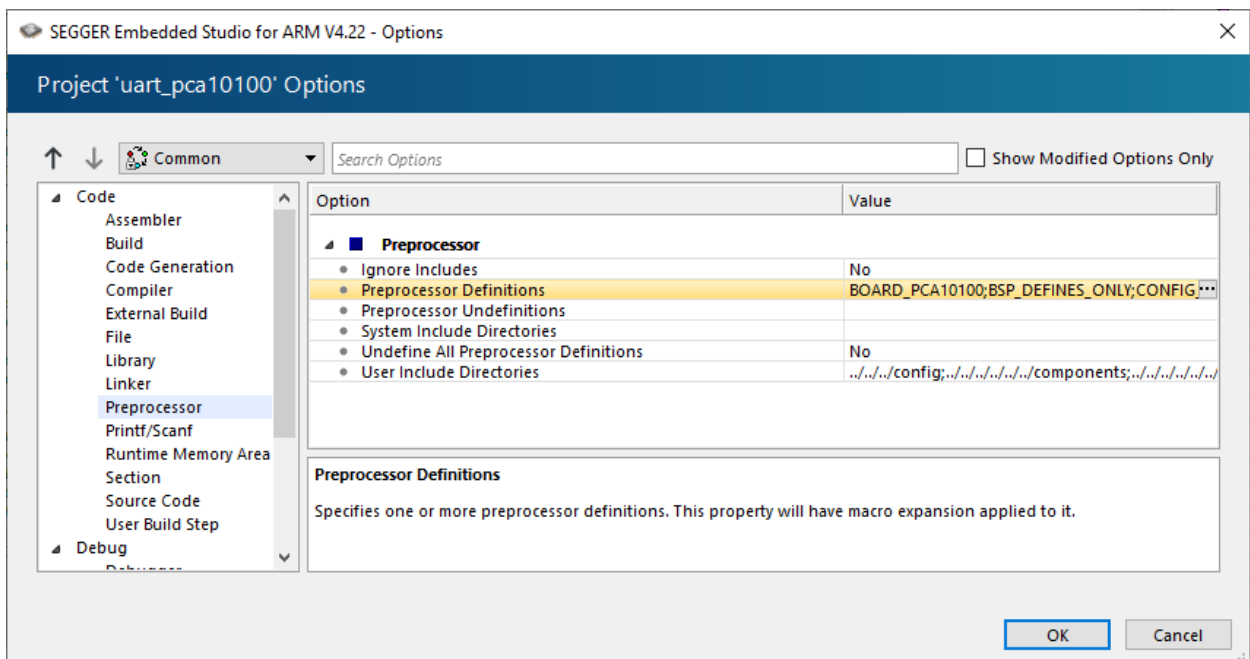 SEGGER Embedded Studio for ARM V4.22 - Options
Project 'uart_pca10100' Options
Common
Search Options
Show Modified Options Only
Code
Assembler
Build
Code Generation
Compiler
External Build
File
Library
Linker
Preprocessor
Printf/Scanf
Runtime Memory Area
Section
Source Code
User Build Step
Debug
Debugger
Option Value
Preprocessor
Ignore Includes No
Preprocessor Definitions BOARD_PCA10100;BSP_DEFINES_ONLY;CONFIG_ ...
Preprocessor Undefinitions
System Include Directories
Undefine All Preprocessor Definitions No
User Include Directories ../../../config;../../../../../../components;../../../../../../
Preprocessor Definitions
Specifies one or more preprocessor definitions. This property will have macro expansion applied to it.
OK Cancel